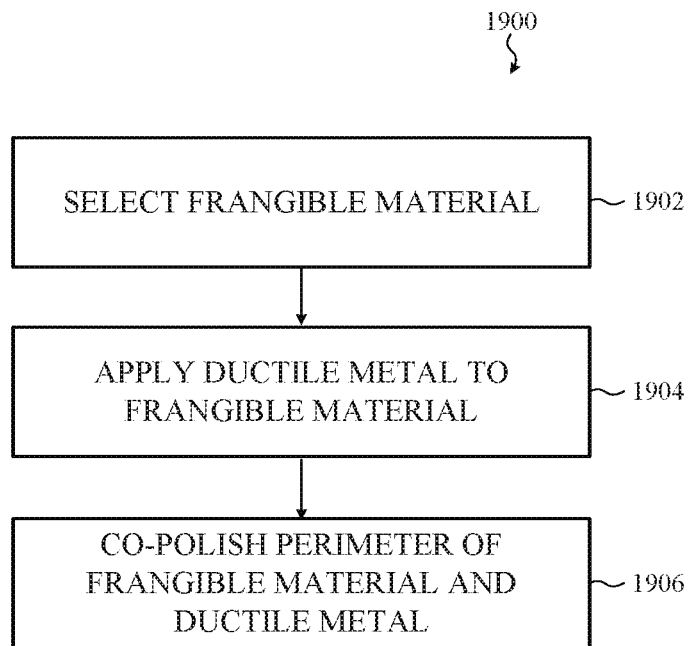 1900
SELECT FRANGIBLE MATERIAL
1902
APPLY DUCTILE METAL TO
FRANGIBLE MATERIAL
1904
CO-POLISH PERIMETER OF
FRANGIBLE MATERIAL AND
DUCTILE METAL
1906